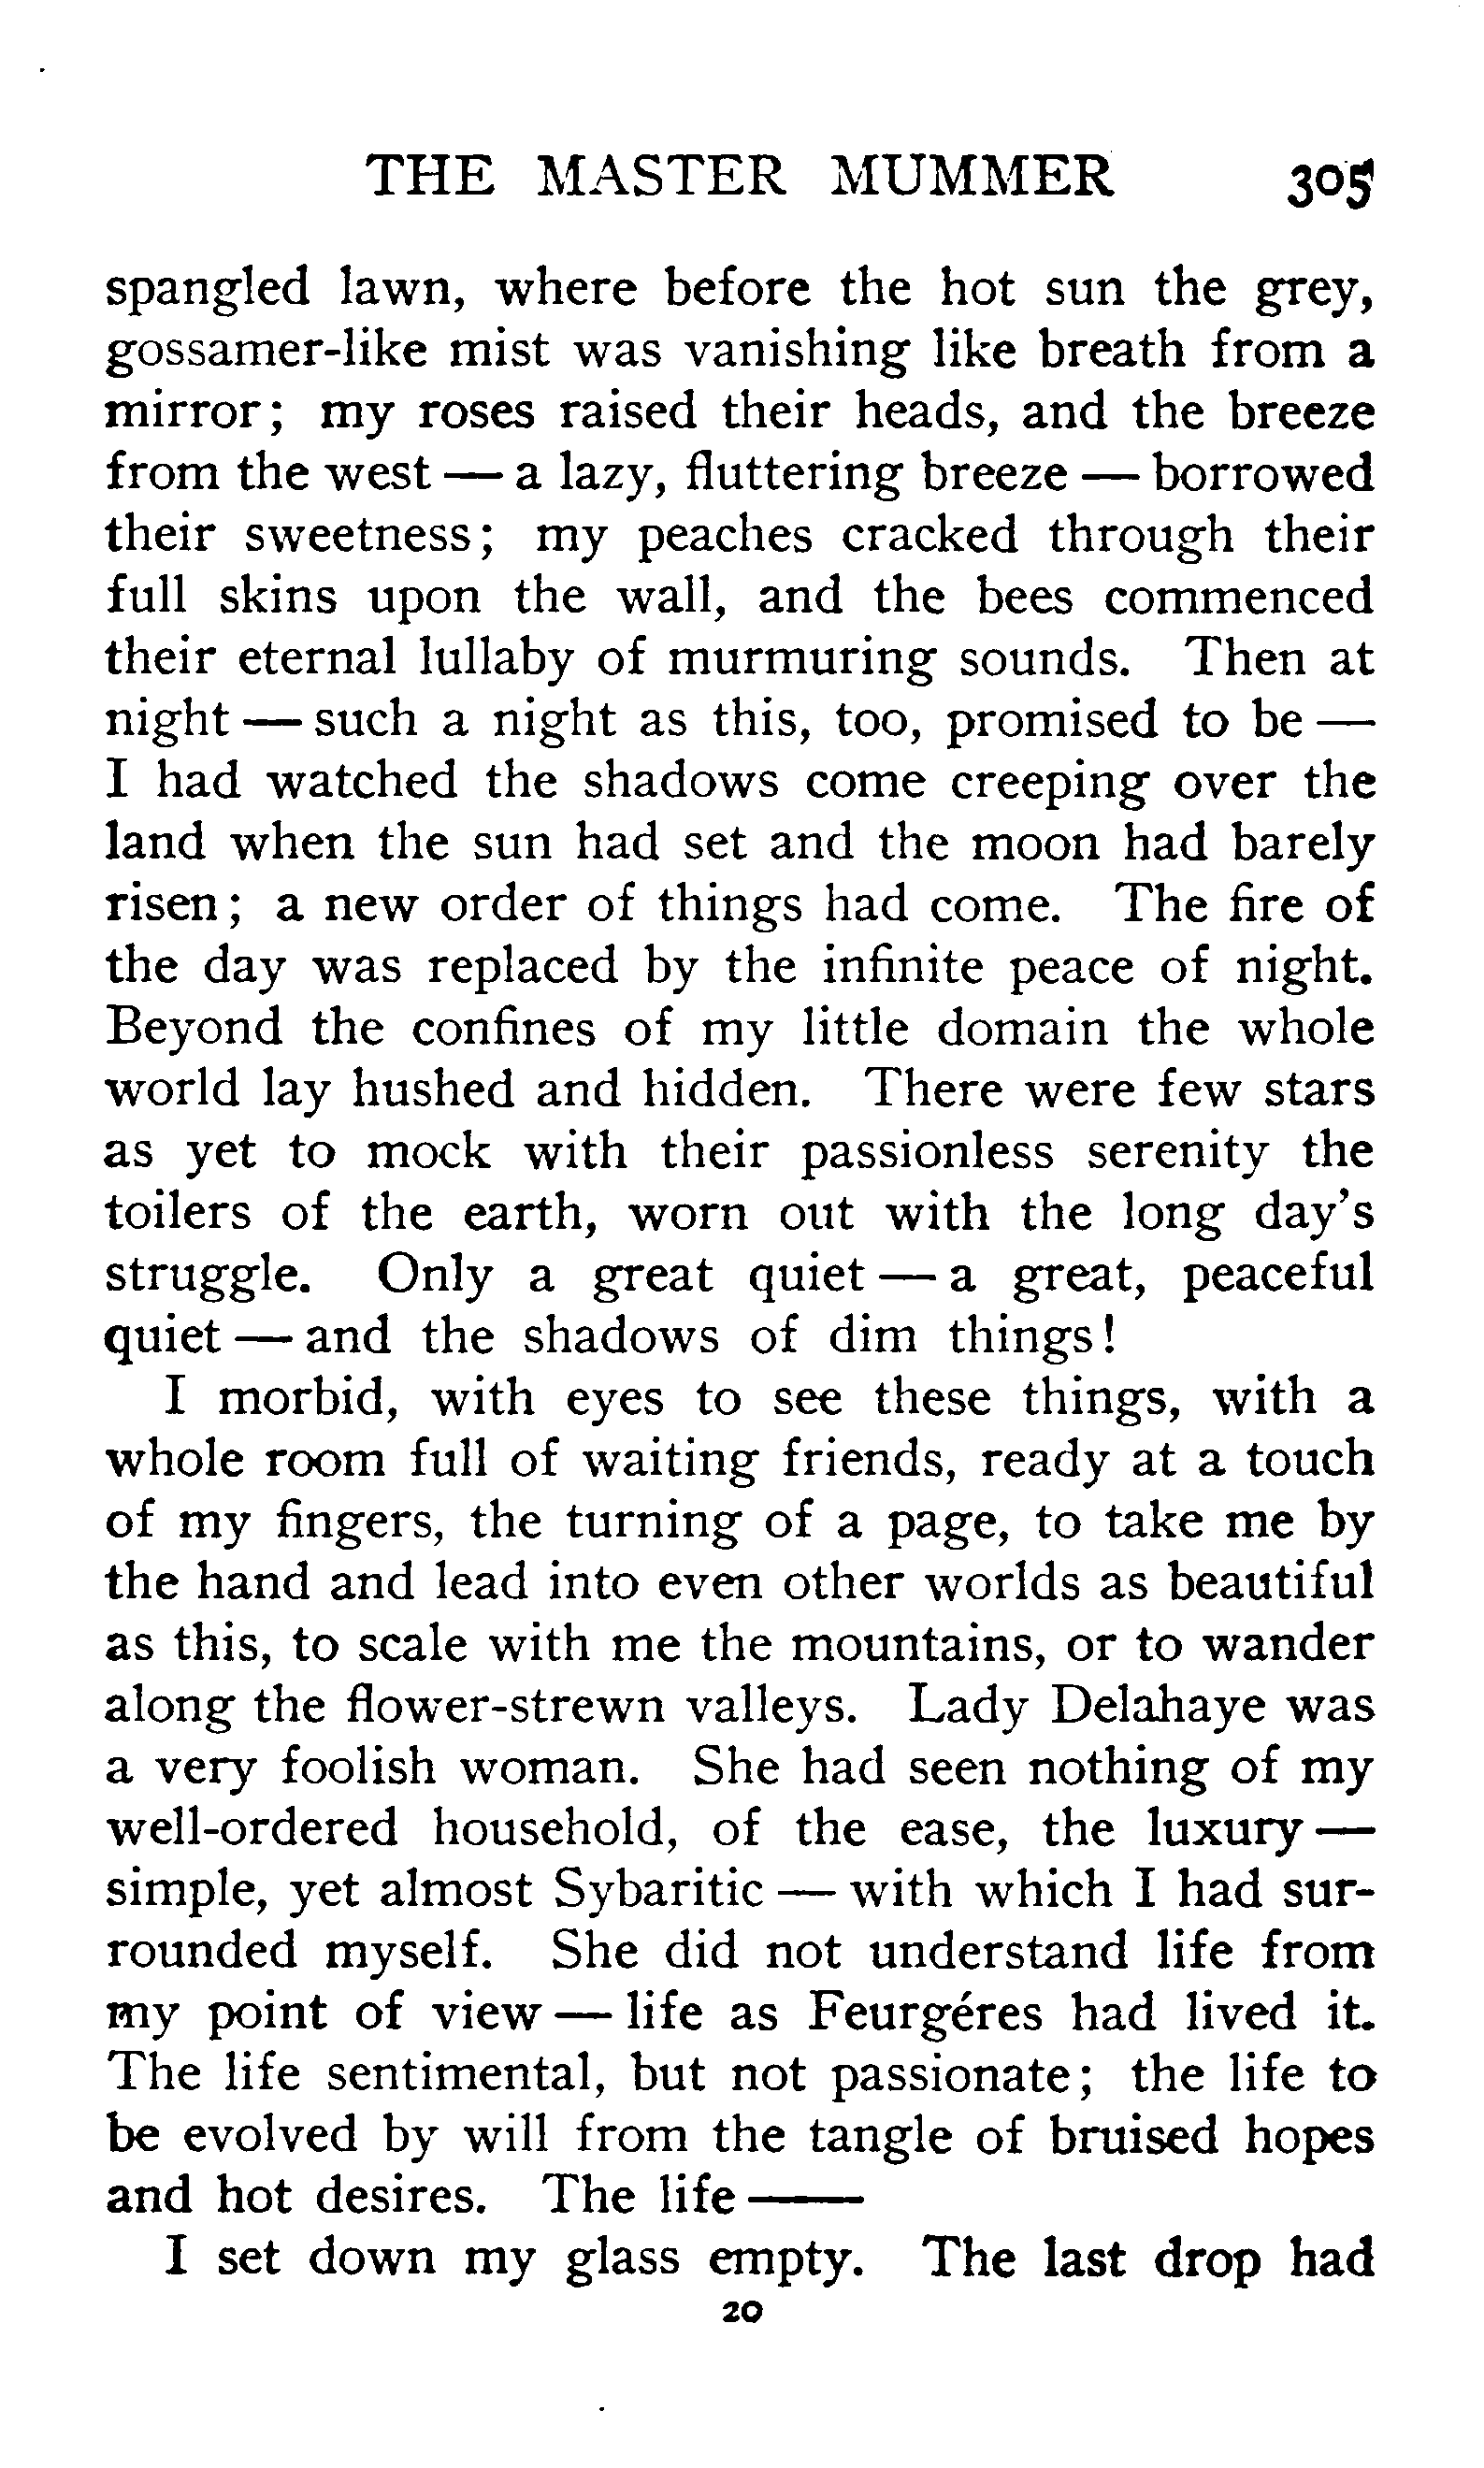 THE MASTER MUMMER 305
spangled lawn, where before the hot sun the grey,
gossamer-like mist was vanishing like breath from a
mirror; my roses raised their heads, and the breeze
from the west — a lazy, fluttering breeze — borrowed
their sweetness; my peaches cracked through their
full skins upon the wall, and the bees commenced
their eternal lullaby of murmuring sounds. Then at
night — such a night as this, too, promised to be —
I had watched the shadows come creeping over the
land when the sun had set and the moon had barely
risen; a new order of things had come. The fire of
the day was replaced by the infinite peace of night.
Beyond the confines of my little domain the whole
world lay hushed and hidden. There were few stars
as yet to mock with their passionless serenity the
toilers of the earth, worn out with the long day's
struggle. Only a great quiet — a great, peaceful
quiet — and the shadows of dim things!
I morbid, with eyes to see these things, with a
whole room full of waiting friends, ready at a touch
of my fingers, the turning of a page, to take me by
the hand and lead into even other worlds as beautiful
as this, to scale with me the mountains, or to wander
along the flower-strewn valleys. Lady Delahaye was
a very foolish woman. She had seen nothing of my
well-ordered household, of the ease, the luxury —
simple, yet almost Sybaritic — with which I had sur-
rounded myself. She did not understand life from
my point of view — life as Feurgéres had lived it.
The life sentimental, but not passionate; the life to
be evolved by will from the tangle of bruised hopes
and hot desires. The life ——
I set down my glass empty. The last drop had
20